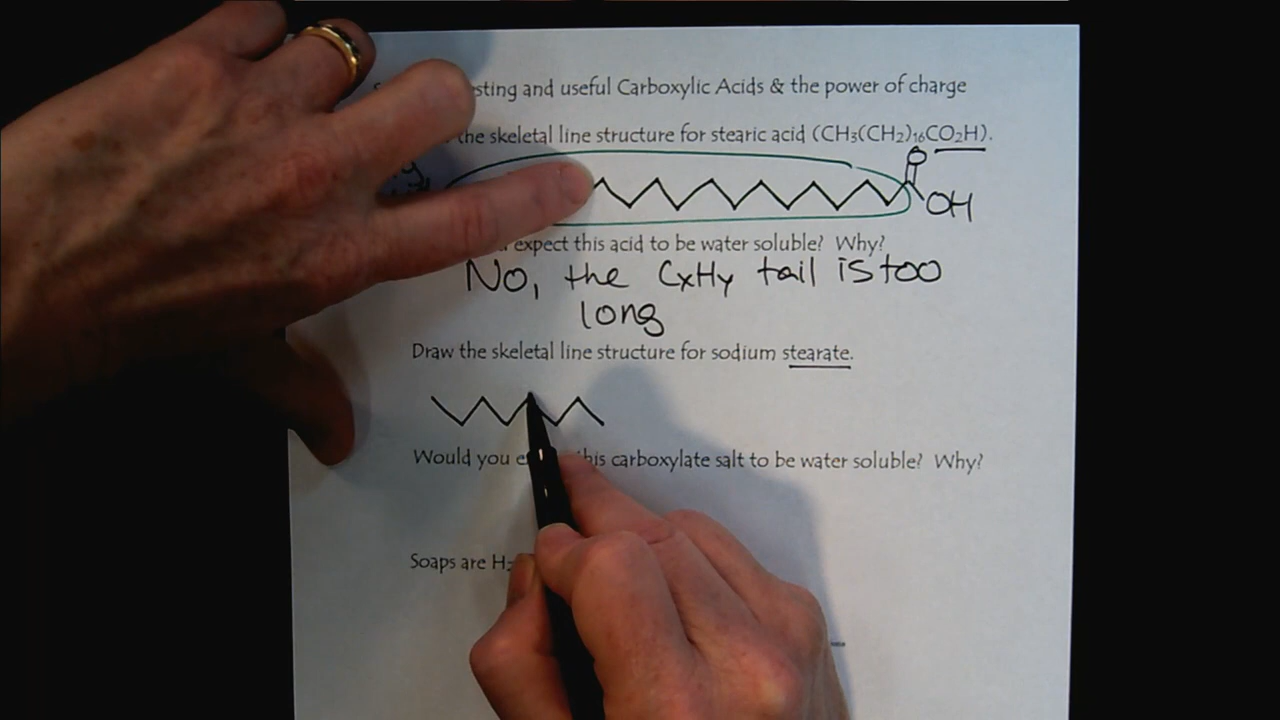 sting and useful Carboxylic Acids & the power of charge
the skeletal line structure for stearic acid (CH3(CH2)16CO2H).
O
OH
expect this acid to be water soluble? Why?
No, the CxHy tail is too
long
Draw the skeletal line structure for sodium stearate.
Would you e his carboxylate salt to be water soluble? Why?
Soaps are H2